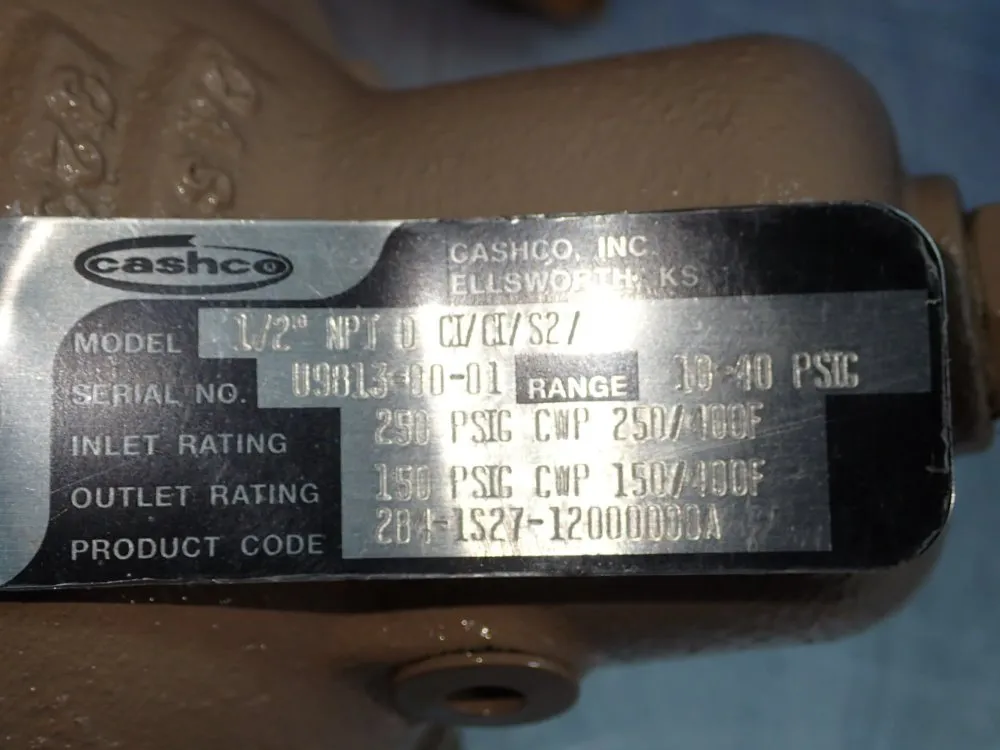 cashco
CASHCO, INC.
ELLSWORTH, KS
MODEL 1/2" NPT D CI/CI/S2/
SERIAL NO. U9813-00-01 RANGE 10-40 PSIG
INLET RATING 250 PSIG CWP 250/400F
OUTLET RATING 150 PSIG CWP 150/400F
PRODUCT CODE 2B4-1S27-12000000A